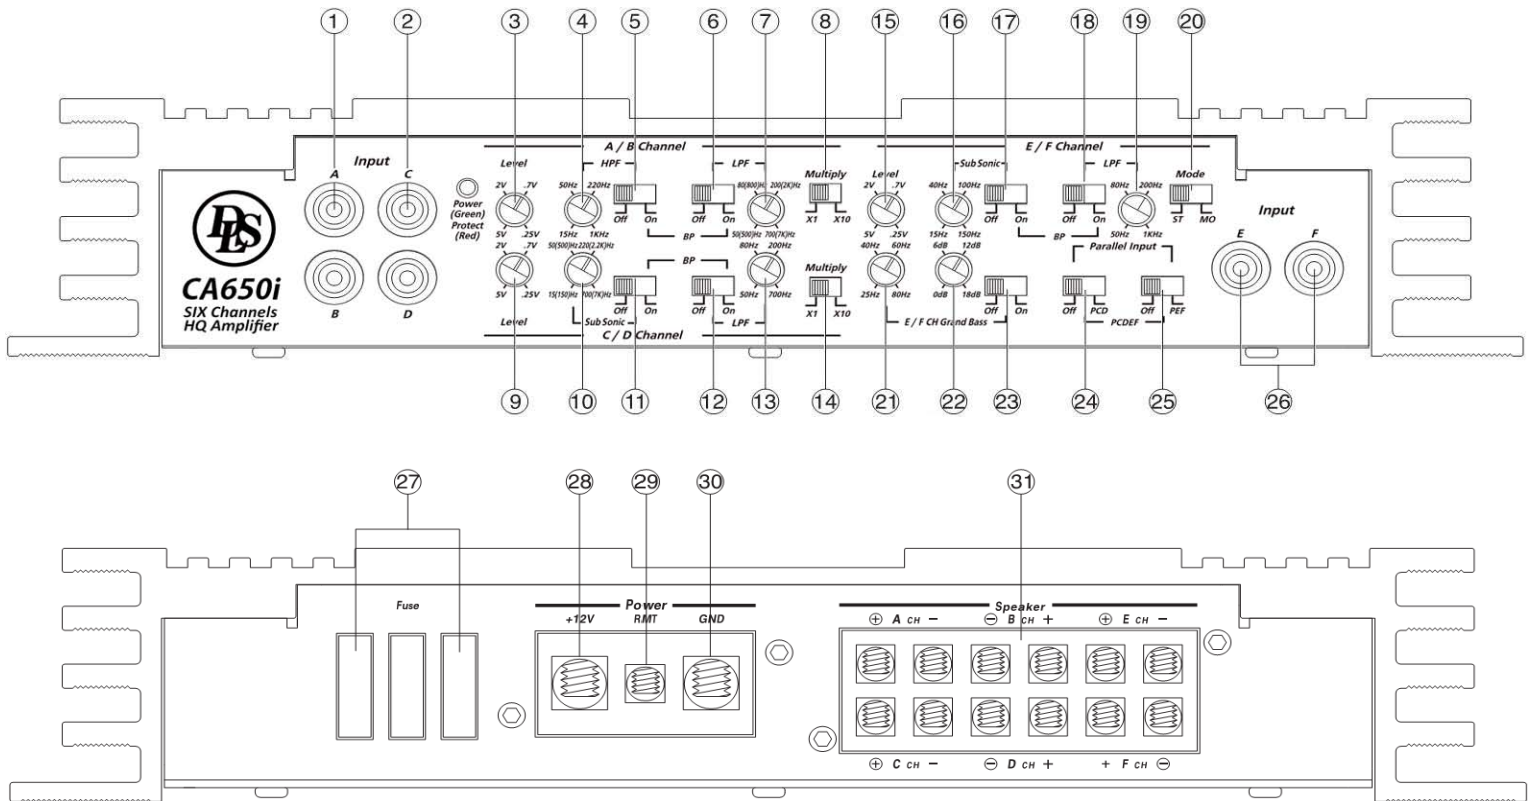 1 2 3 4 5 6 7 8 15 16 17 18 19 20
A / B Channel E / F Channel
Input Level HPF LPF Multiply Level Sub Sonic LPF Mode
A C
2V .7V 50Hz 220Hz 80(800)Hz 200(2K)Hz 2V .7V 40Hz 100Hz 80Hz 200Hz
Power
(Green)
Protect
(Red)
Off On Off On X1 X10 Off On Off On ST MO
5V .25V 15Hz 1KHz BP 50(500)Hz 700(7K)Hz 5V .25V 15Hz 150Hz BP 50Hz 1KHz
Input
E F
DLS
CA650i
SIX Channels
HQ Amplifier
B D
2V .7V 50(500)Hz 220(2.2K)Hz BP 80Hz 200Hz Multiply 40Hz 60Hz 6dB 12dB Parallel Input
5V .25V 15(150)Hz 700(7K)Hz Off On Off On 50Hz 700Hz X1 X10 25Hz 80Hz 0dB 18dB Off On Off PCD Off PEF
Level Sub Sonic LPF E / F CH Grand Bass PCDEF
C / D Channel
9 10 11 12 13 14 21 22 23 24 25 26
27 28 29 30 31
Fuse Power Speaker
+12V RMT GND
⊕ A CH − ⊖ B CH + ⊕ E CH −
⊕ C CH − ⊖ D CH + + F CH ⊖